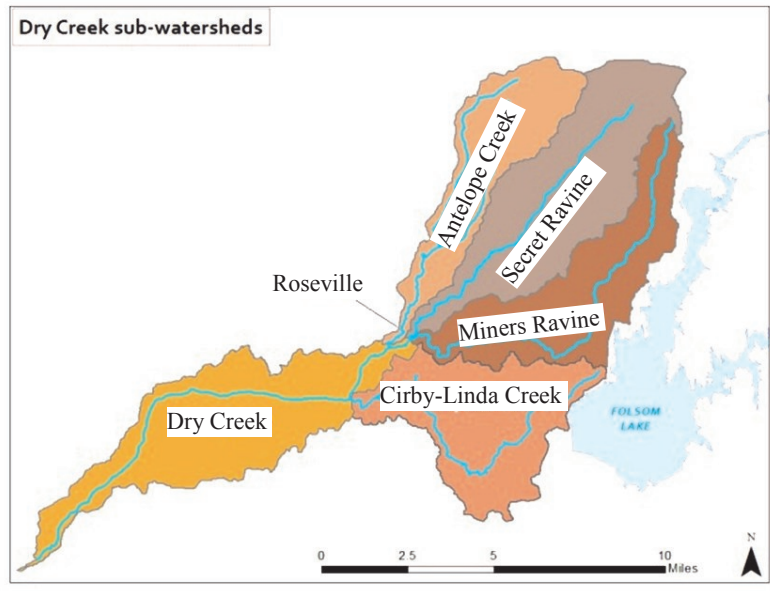 Dry Creek sub-watersheds
Antelope Creek
Secret Ravine
Roseville
Miners Ravine
Cirby-Linda Creek
Dry Creek
FOLSOM
LAKE
N
0 2.5 5 10
Miles